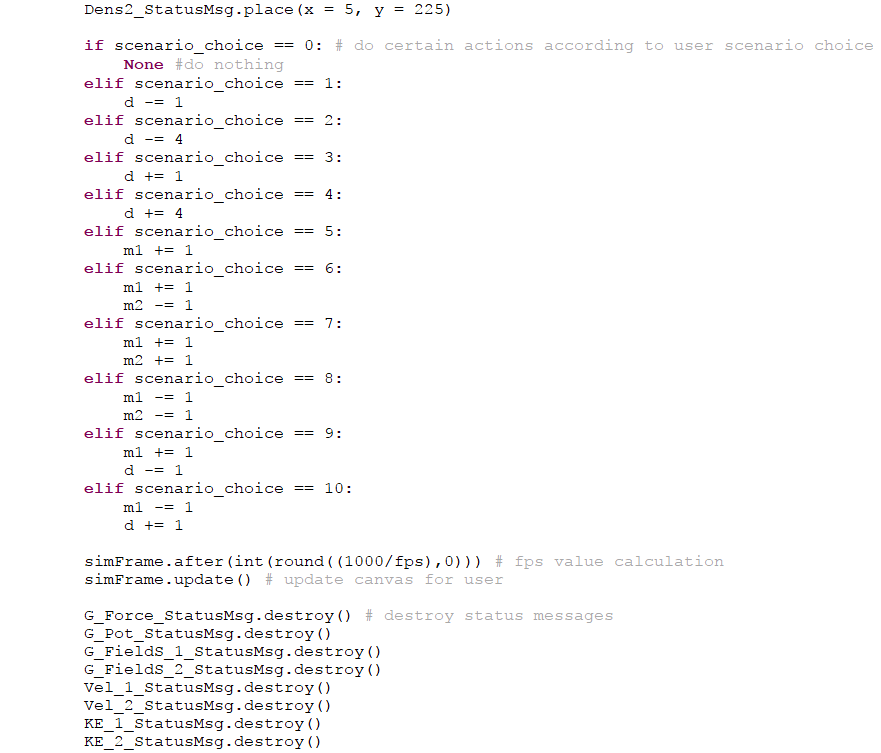 Dens2_StatusMsg.place(x = 5, y = 225)
if scenario_choice == 0: # do certain actions according to user scenario choice
None #do nothing
elif scenario_choice == 1:
d -= 1
elif scenario_choice == 2:
d -= 4
elif scenario_choice == 3:
d += 1
elif scenario_choice == 4:
d += 4
elif scenario_choice == 5:
m1 += 1
elif scenario_choice == 6:
m1 += 1
m2 -= 1
elif scenario_choice == 7:
m1 += 1
m2 += 1
elif scenario_choice == 8:
m1 -= 1
m2 -= 1
elif scenario_choice == 9:
m1 += 1
d -= 1
elif scenario_choice == 10:
m1 -= 1
d += 1
simFrame.after(int(round((1000/fps),0))) # fps value calculation
simFrame.update() # update canvas for user
G_Force_StatusMsg.destroy() # destroy status messages
G_Pot_StatusMsg.destroy()
G_FieldS_1_StatusMsg.destroy()
G_FieldS_2_StatusMsg.destroy()
Vel_1_StatusMsg.destroy()
Vel_2_StatusMsg.destroy()
KE_1_StatusMsg.destroy()
KE_2_StatusMsg.destroy()